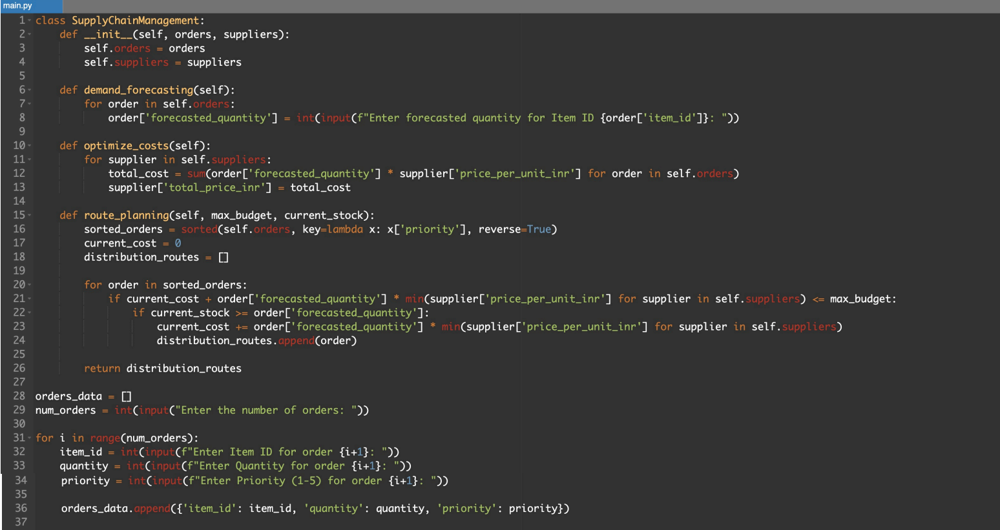 main.py
1 class SupplyChainManagement:
2     def __init__(self, orders, suppliers):
3         self.orders = orders
4         self.suppliers = suppliers
5
6     def demand_forecasting(self):
7         for order in self.orders:
8             order['forecasted_quantity'] = int(input(f"Enter forecasted quantity for Item ID {order['item_id']}: "))
9
10     def optimize_costs(self):
11         for supplier in self.suppliers:
12             total_cost = sum(order['forecasted_quantity'] * supplier['price_per_unit_inr'] for order in self.orders)
13             supplier['total_price_inr'] = total_cost
14
15     def route_planning(self, max_budget, current_stock):
16         sorted_orders = sorted(self.orders, key=lambda x: x['priority'], reverse=True)
17         current_cost = 0
18         distribution_routes = []
19
20         for order in sorted_orders:
21             if current_cost + order['forecasted_quantity'] * min(supplier['price_per_unit_inr'] for supplier in self.suppliers) <= max_budget:
22                 if current_stock >= order['forecasted_quantity']:
23                     current_cost += order['forecasted_quantity'] * min(supplier['price_per_unit_inr'] for supplier in self.suppliers)
24                     distribution_routes.append(order)
25
26         return distribution_routes
27
28 orders_data = []
29 num_orders = int(input("Enter the number of orders: "))
30
31 for i in range(num_orders):
32     item_id = int(input(f"Enter Item ID for order {i+1}: "))
33     quantity = int(input(f"Enter Quantity for order {i+1}: "))
34     priority = int(input(f"Enter Priority (1-5) for order {i+1}: "))
35
36     orders_data.append({'item_id': item_id, 'quantity': quantity, 'priority': priority})
37